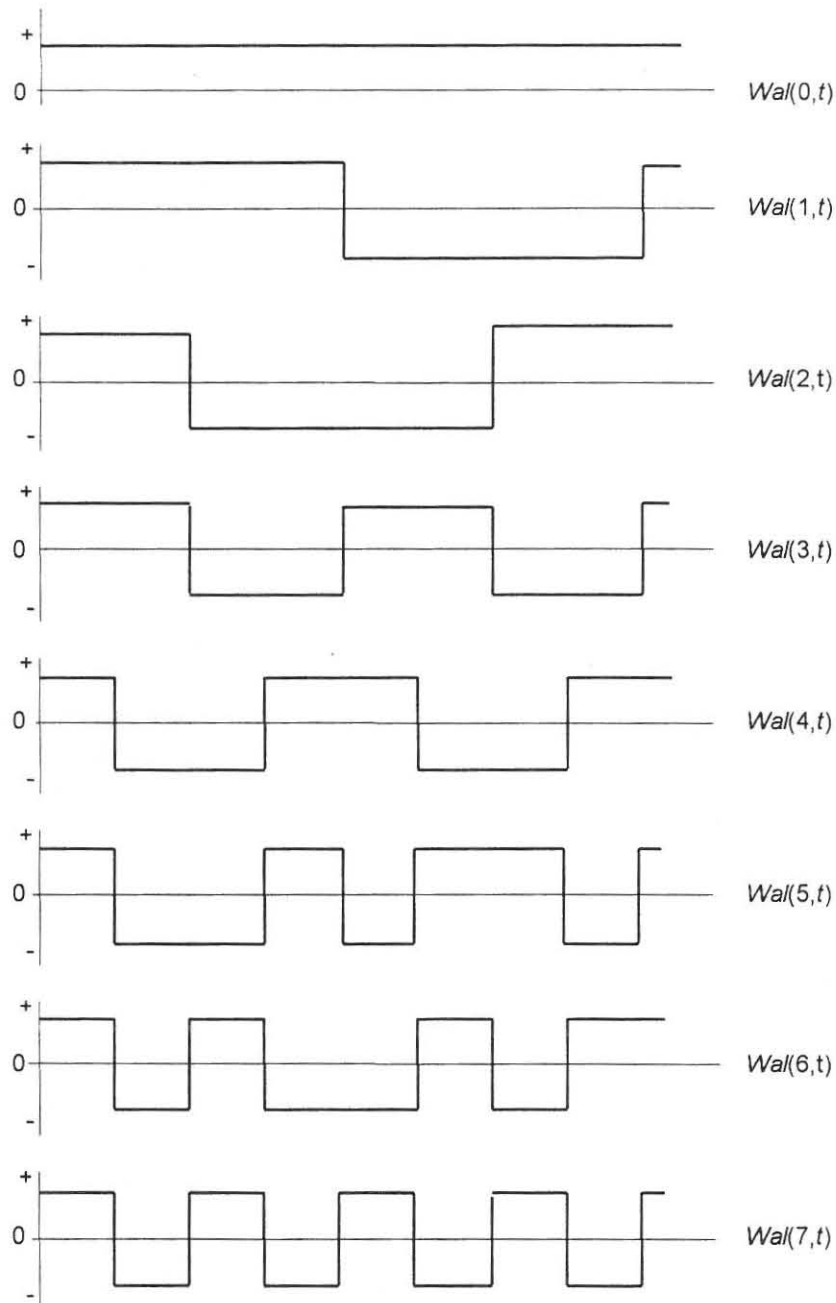 +
0
Wal(0,t)
+
0
-
Wal(1,t)
+
0
-
Wal(2,t)
+
0
-
Wal(3,t)
+
0
-
Wal(4,t)
+
0
-
Wal(5,t)
+
0
-
Wal(6,t)
+
0
-
Wal(7,t)